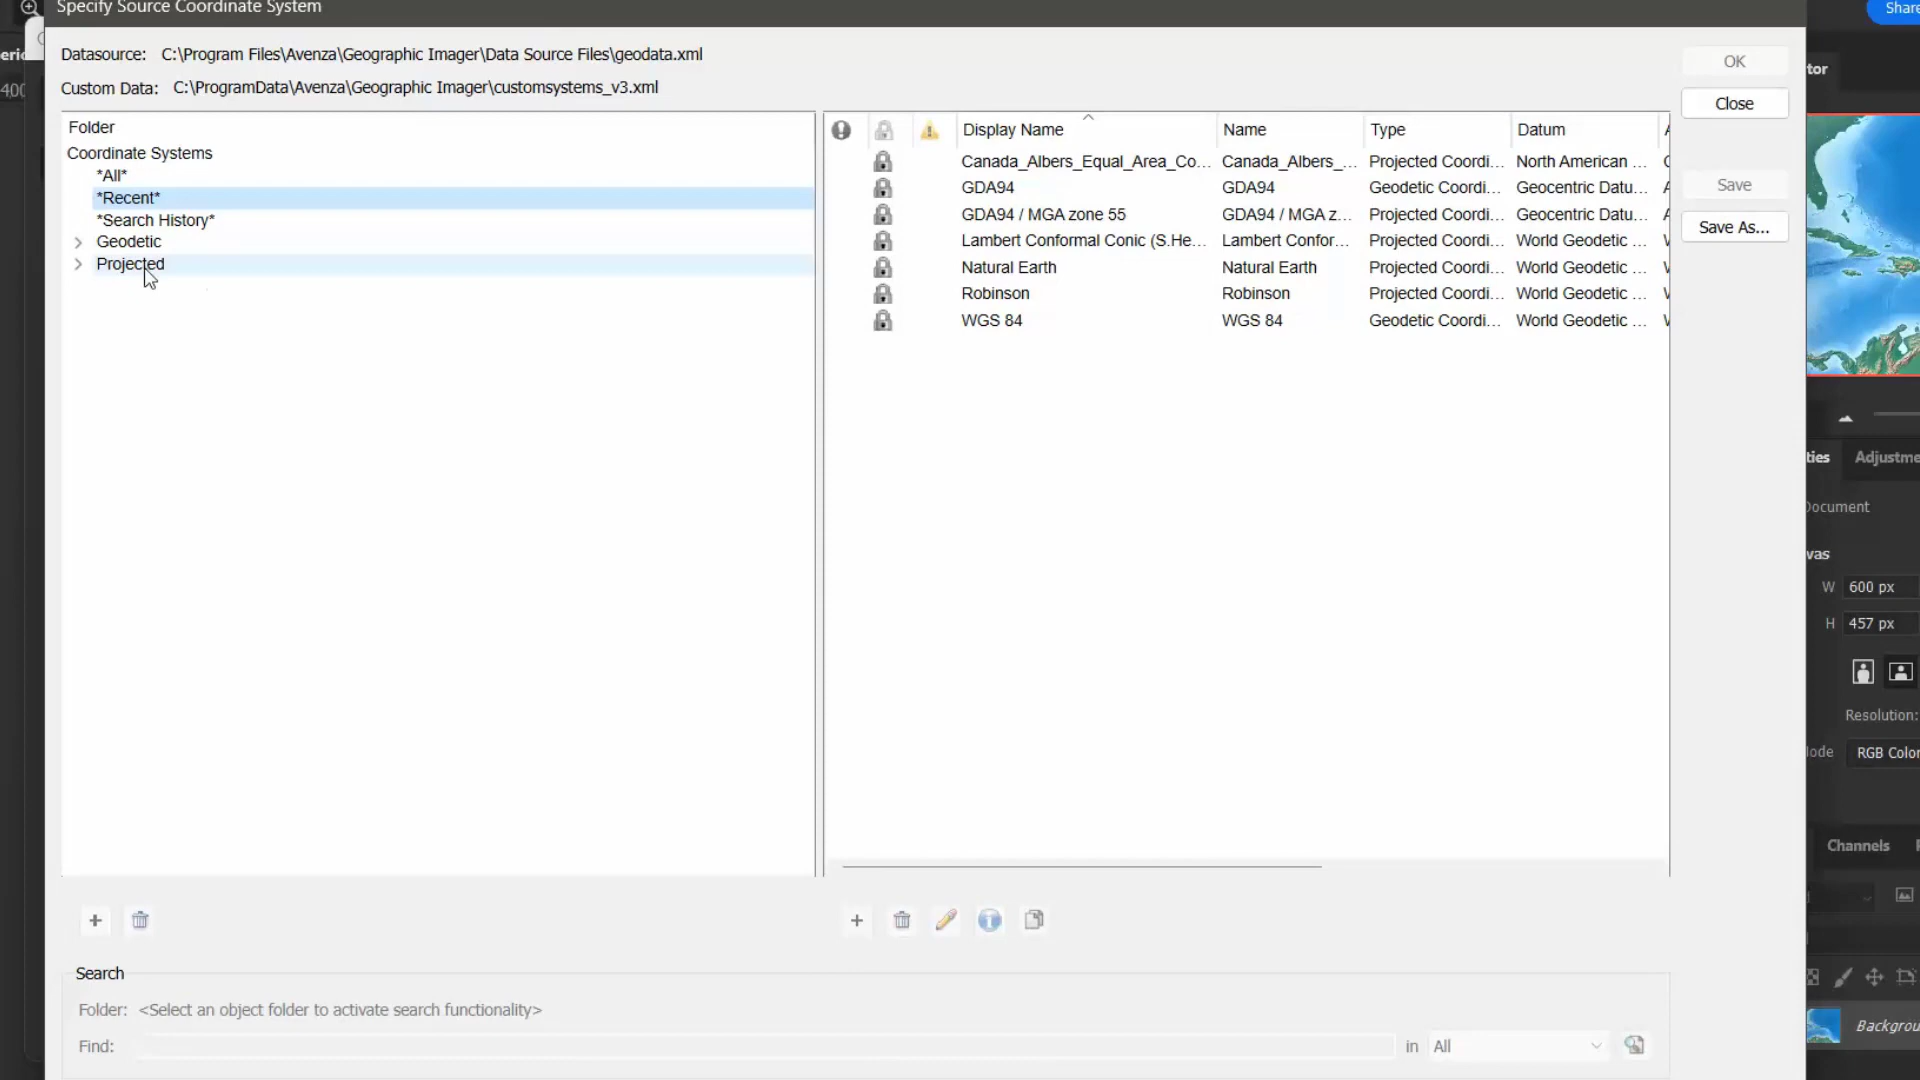 Specify Source Coordinate System
Share
Datasource: C:\Program Files\Avenza\Geographic Imager\Data Source Files\geodata.xml
OK
tor
Custom Data: C:\ProgramData\Avenza\Geographic Imager\customsystems_v3.xml
400
Close
Folder
Coordinate Systems
*All*
*Recent*
*Search History*
Geodetic
Projected
Display Name Name Type Datum
Canada_Albers_Equal_Area_Co... Canada_Albers_... Projected Coordi... North American ...
GDA94 GDA94 Geodetic Coordi... Geocentric Datu...
GDA94 / MGA zone 55 GDA94 / MGA z... Projected Coordi... Geocentric Datu...
Lambert Conformal Conic (S.He... Lambert Confor... Projected Coordi... World Geodetic ...
Natural Earth Natural Earth Projected Coordi... World Geodetic ...
Robinson Robinson Projected Coordi... World Geodetic ...
WGS 84 WGS 84 Geodetic Coordi... World Geodetic ...
Save
Save As...
ties Adjustme
Document
vas
W 600 px
H 457 px
Resolution:
lode RGB Color
Channels
Search
Folder: <Select an object folder to activate search functionality>
Find:
in All
Backgrou